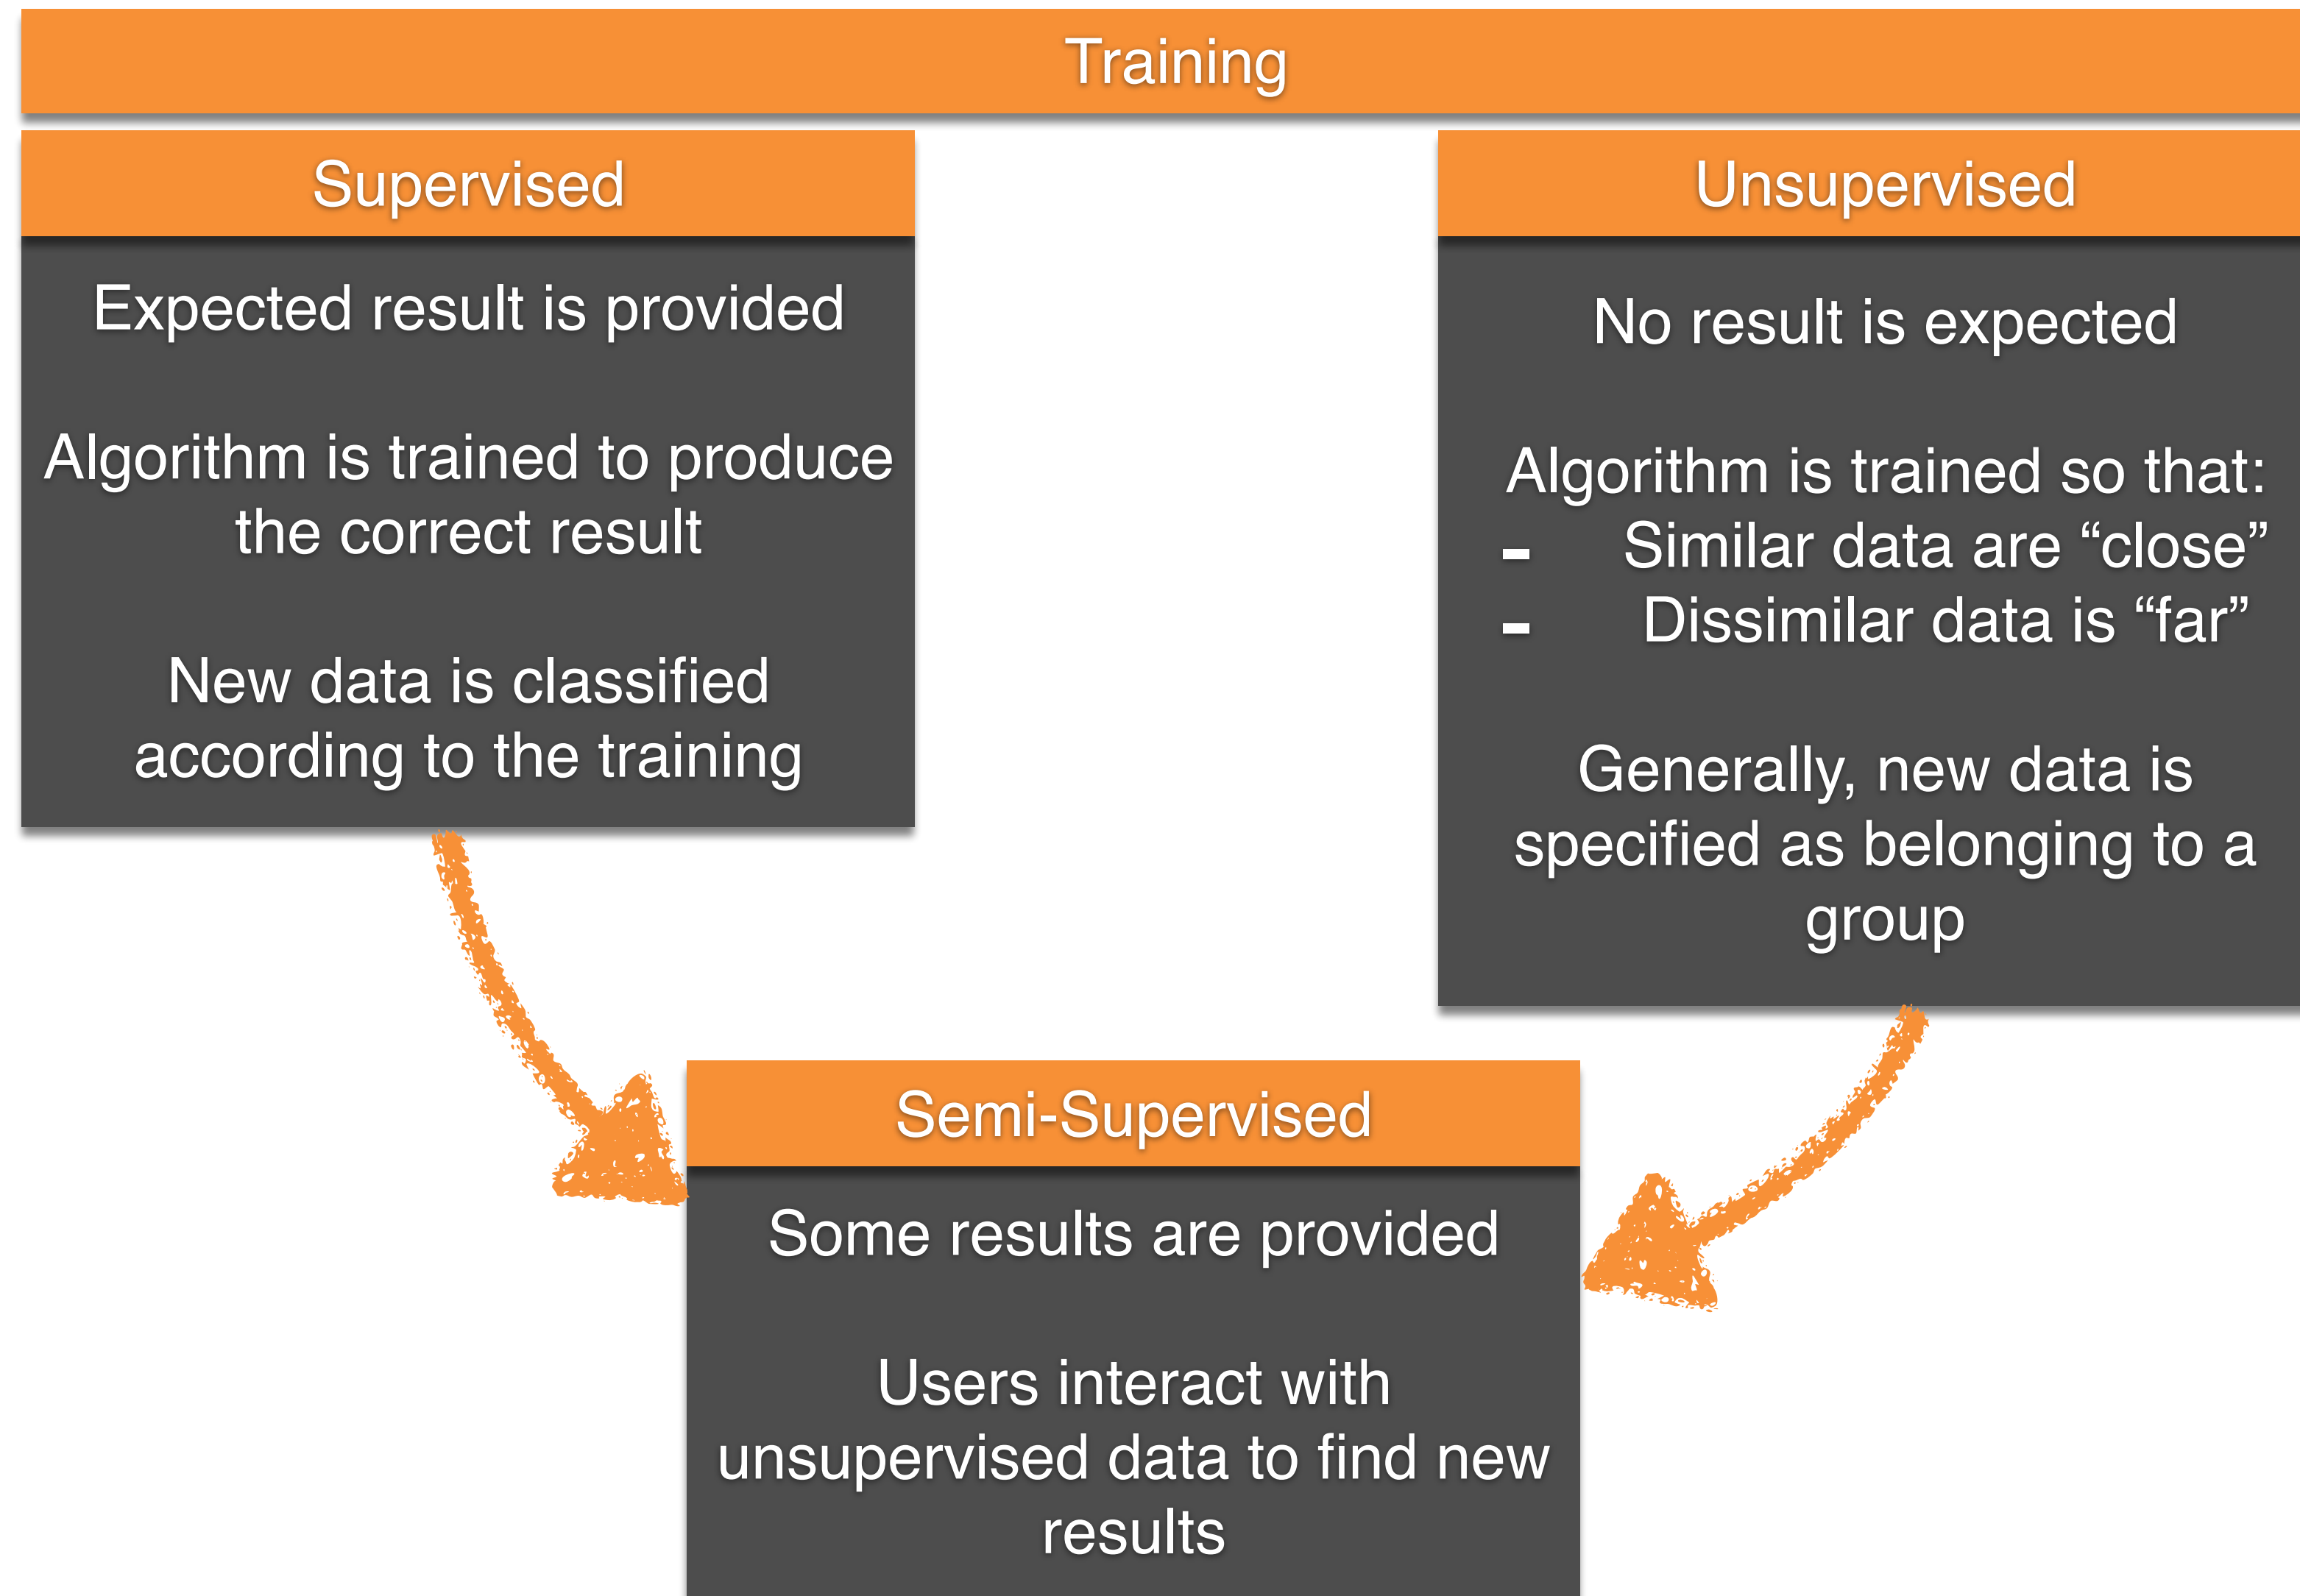 Training
Supervised
Expected result is provided
Algorithm is trained to produce
the correct result
New data is classified
according to the training
Unsupervised
No result is expected
Algorithm is trained so that:
- Similar data are “close”
- Dissimilar data is “far”
Generally, new data is
specified as belonging to a
group
Semi-Supervised
Some results are provided
Users interact with
unsupervised data to find new
results